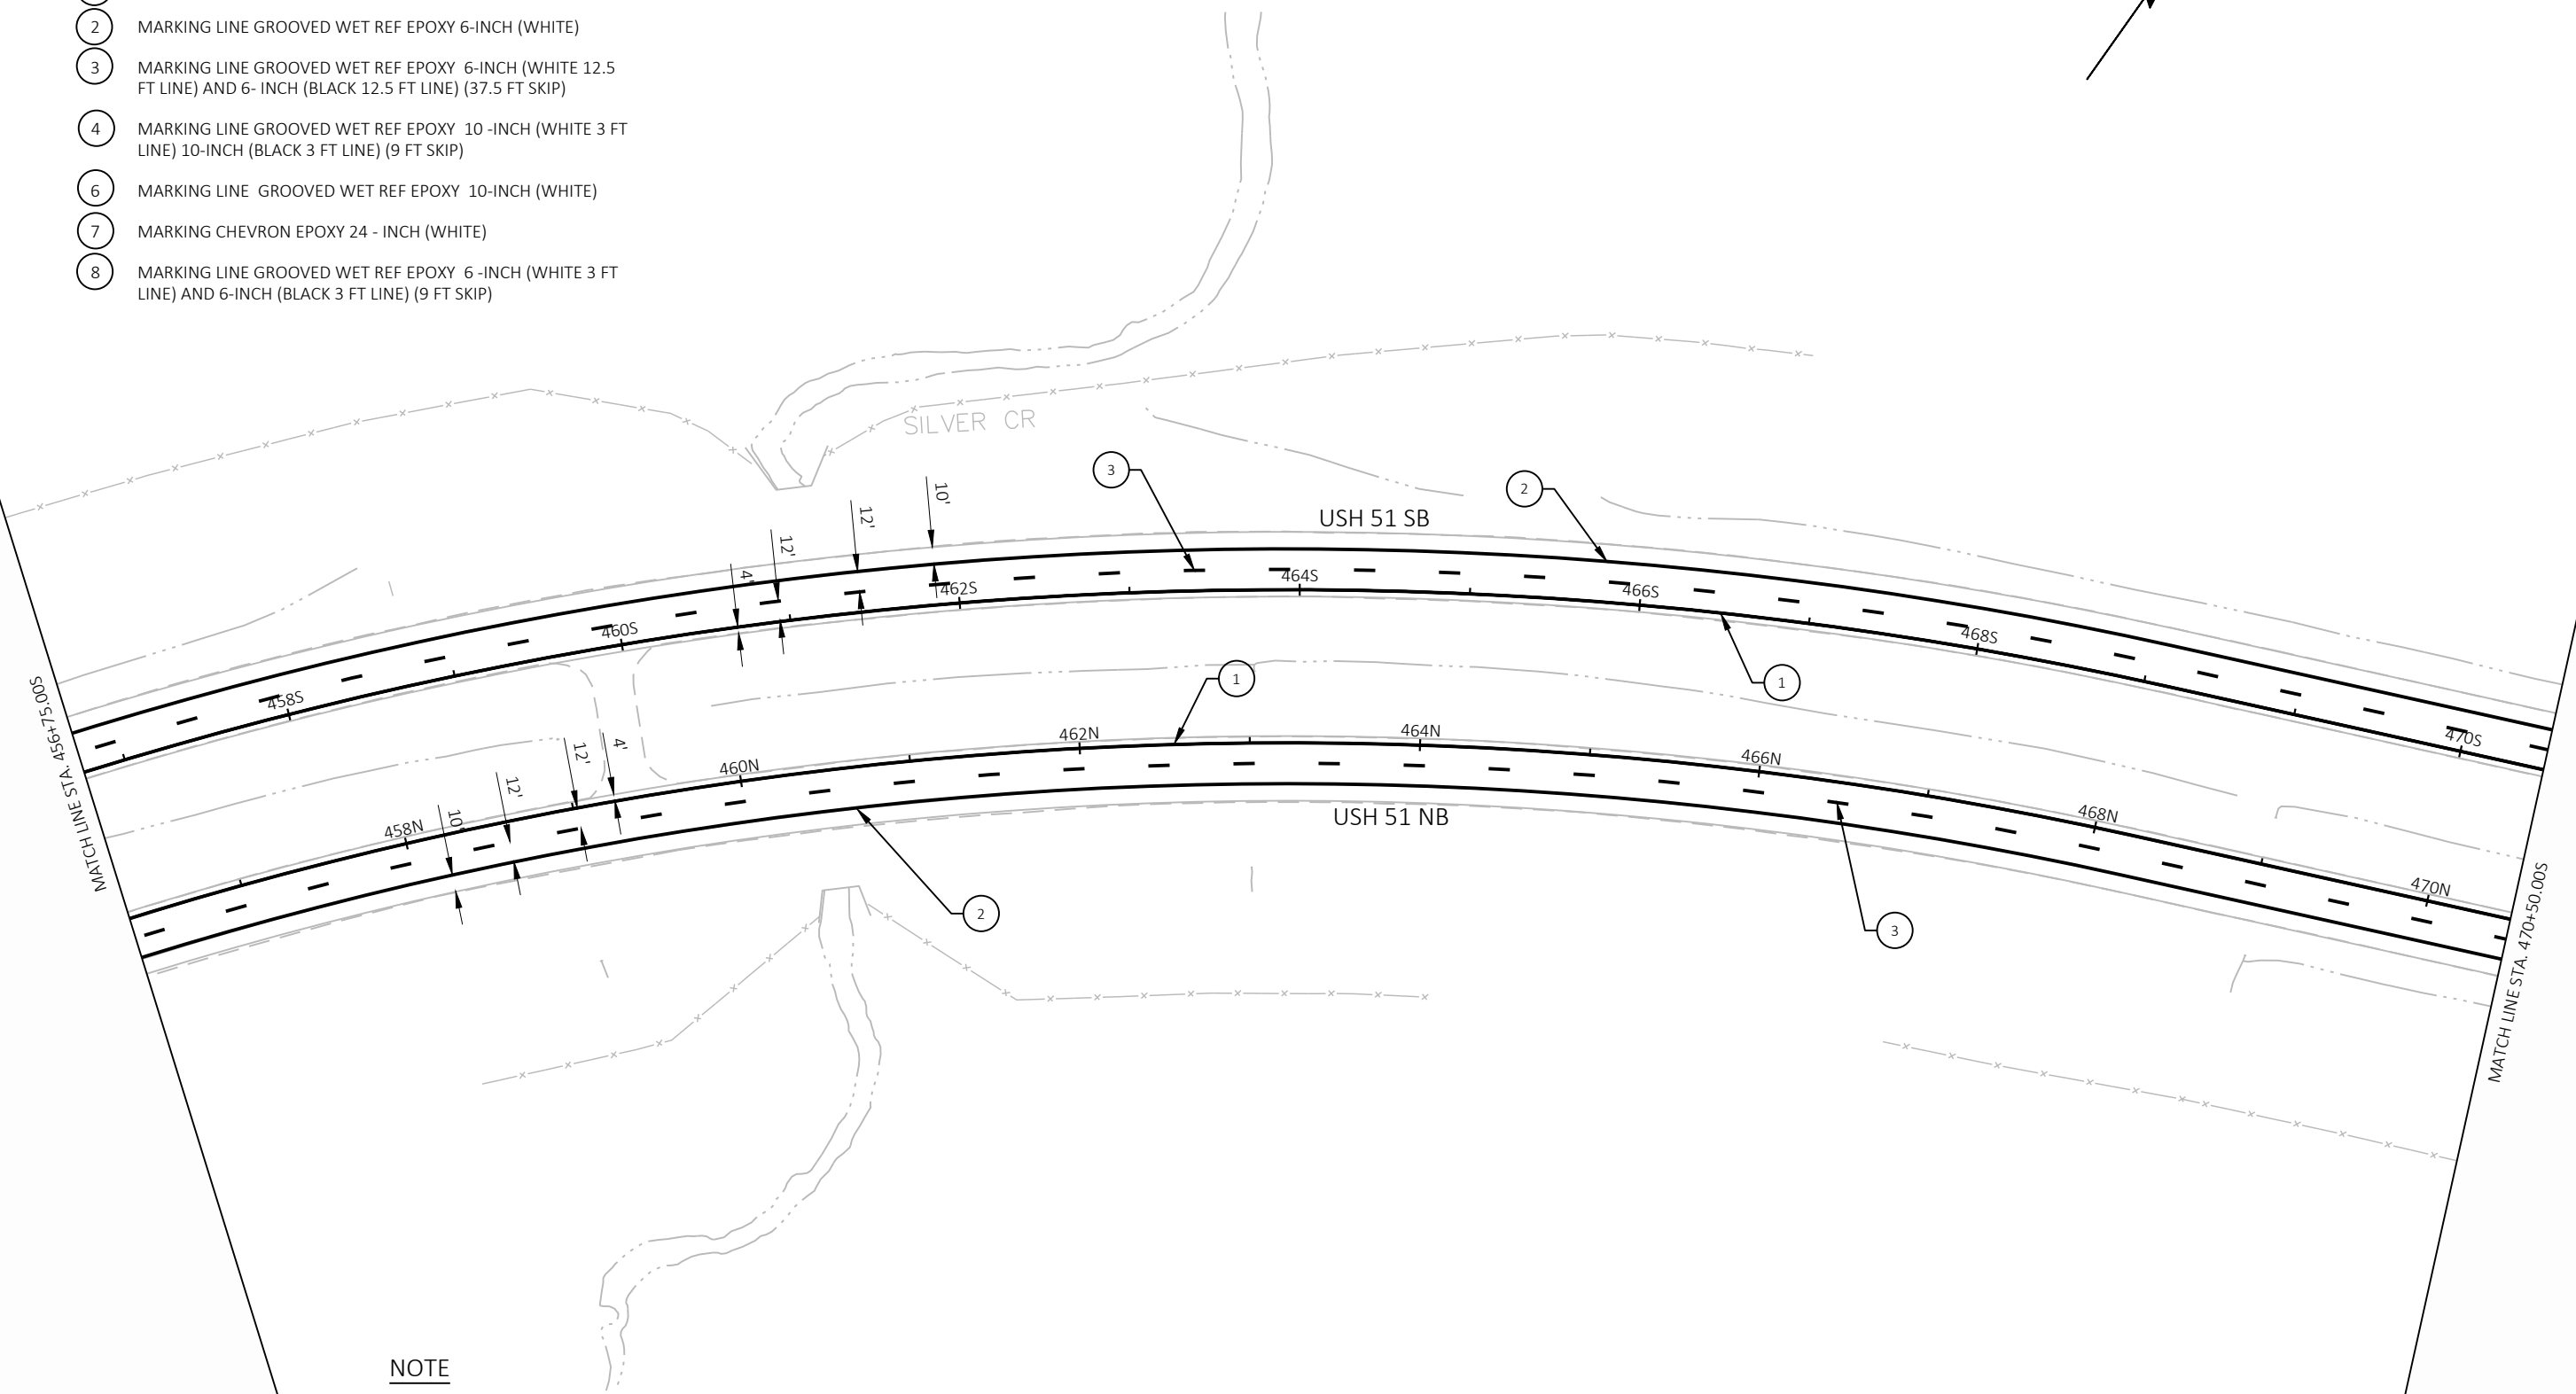 2 MARKING LINE GROOVED WET REF EPOXY 6-INCH (WHITE)
3 MARKING LINE GROOVED WET REF EPOXY 6-INCH (WHITE 12.5
FT LINE) AND 6- INCH (BLACK 12.5 FT LINE) (37.5 FT SKIP)
4 MARKING LINE GROOVED WET REF EPOXY 10 -INCH (WHITE 3 FT
LINE) 10-INCH (BLACK 3 FT LINE) (9 FT SKIP)
6 MARKING LINE GROOVED WET REF EPOXY 10-INCH (WHITE)
7 MARKING CHEVRON EPOXY 24 - INCH (WHITE)
8 MARKING LINE GROOVED WET REF EPOXY 6 -INCH (WHITE 3 FT
LINE) AND 6-INCH (BLACK 3 FT LINE) (9 FT SKIP)
SILVER CR
3
2
10'
12'
12'
4'
USH 51 SB
458S
460S
462S
464S
466S
468S
470S
1
1
MATCH LINE STA. 456+75.00S
4'
12'
12'
10'
458N
460N
462N
464N
466N
468N
470N
USH 51 NB
2
3
MATCH LINE STA. 470+50.00S
NOTE